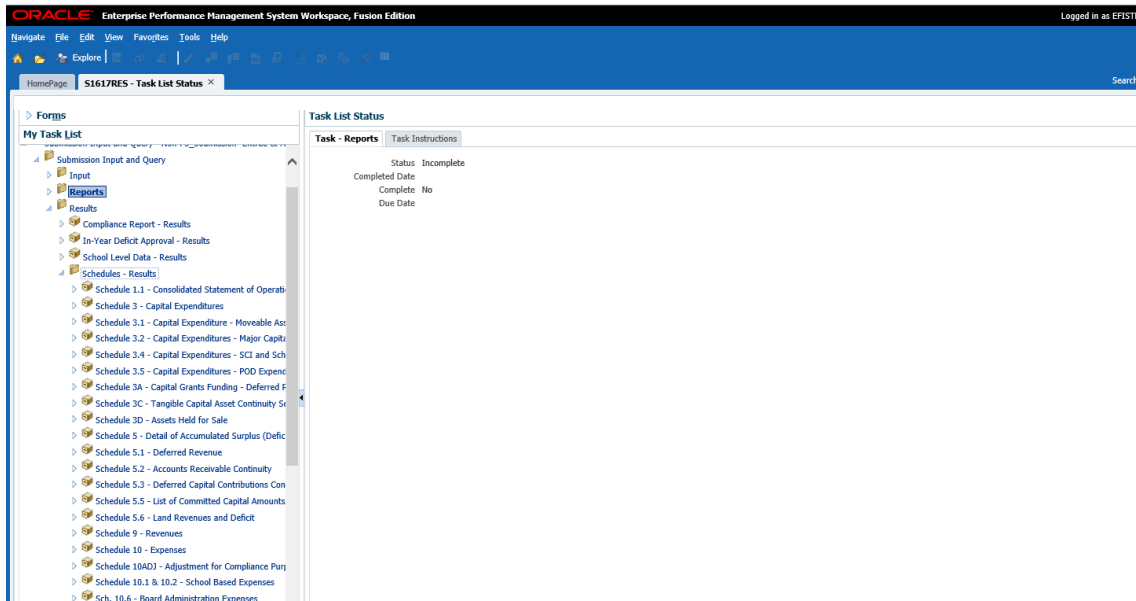 ORACLE Enterprise Performance Management System Workspace, Fusion Edition
Logged in as EFISTI
Navigate File Edit View Favorites Tools Help
Explore
HomePage S1617RES - Task List Status ×
Search
Forms
My Task List
Submission Input and Query
Input
Reports
Results
Compliance Report - Results
In-Year Deficit Approval - Results
School Level Data - Results
Schedules - Results
Schedule 1.1 - Consolidated Statement of Operati
Schedule 3 - Capital Expenditures
Schedule 3.1 - Capital Expenditure - Moveable Ass
Schedule 3.2 - Capital Expenditures - Major Capita
Schedule 3.4 - Capital Expenditures - SCI and Sch
Schedule 3.5 - Capital Expenditures - POD Expend
Schedule 3A - Capital Grants Funding - Deferred R
Schedule 3C - Tangible Capital Asset Continuity Sc
Schedule 3D - Assets Held for Sale
Schedule 5 - Detail of Accumulated Surplus (Defic
Schedule 5.1 - Deferred Revenue
Schedule 5.2 - Accounts Receivable Continuity
Schedule 5.3 - Deferred Capital Contributions Con
Schedule 5.5 - List of Committed Capital Amounts
Schedule 5.6 - Land Revenues and Deficit
Schedule 9 - Revenues
Schedule 10 - Expenses
Schedule 10ADJ - Adjustment for Compliance Purp
Schedule 10.1 & 10.2 - School Based Expenses
Sch. 10.6 - Board Administration Expenses
Task List Status
Task - Reports Task Instructions
Status Incomplete
Completed Date
Complete No
Due Date